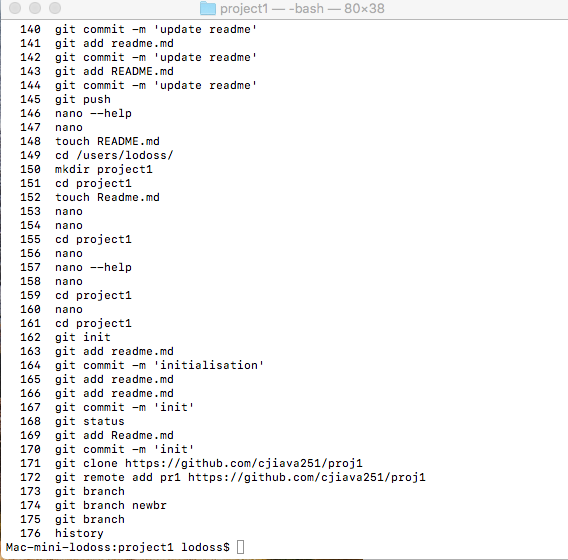 project1 — -bash — 80×38
140 git commit -m 'update readme'
141 git add readme.md
142 git commit -m 'update readme'
143 git add README.md
144 git commit -m 'update readme'
145 git push
146 nano --help
147 nano
148 touch README.md
149 cd /users/lodoss/
150 mkdir project1
151 cd project1
152 touch Readme.md
153 nano
154 nano
155 cd project1
156 nano
157 nano --help
158 nano
159 cd project1
160 nano
161 cd project1
162 git init
163 git add readme.md
164 git commit -m 'initialisation'
165 git add readme.md
166 git add readme.md
167 git commit -m 'init'
168 git status
169 git add Readme.md
170 git commit -m 'init'
171 git clone https://github.com/cjiava251/proj1
172 git remote add pr1 https://github.com/cjiava251/proj1
173 git branch
174 git branch newbr
175 git branch
176 history
Mac-mini-lodoss:project1 lodoss$